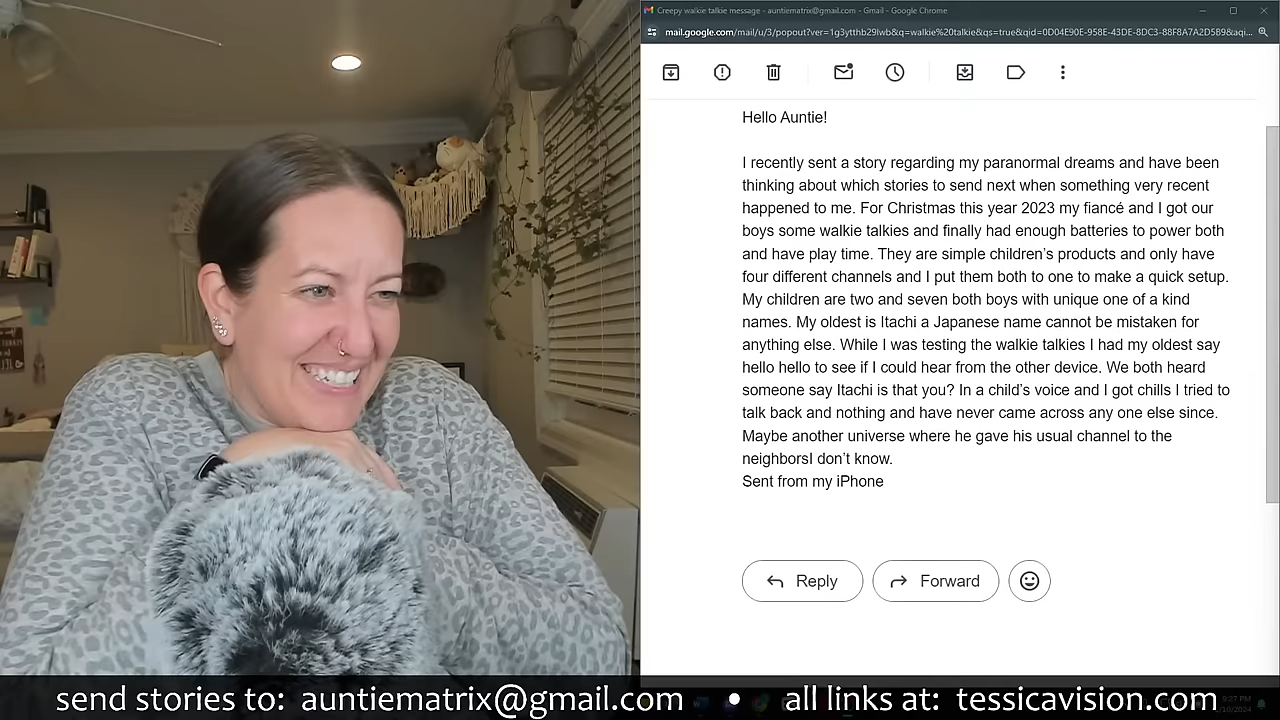 Creepy walkie talkie message - auntiematrix@gmail.com - Gmail - Google Chrome
mail.google.com/mail/u/3/popout?ver=1g3ytthb29lwb&q=walkie%20talkie&qs=true&qid=0D04E90E-958E-43DE-8DC3-88F8A7A2D5B9&aqi...
Hello Auntie!
I recently sent a story regarding my paranormal dreams and have been
thinking about which stories to send next when something very recent
happened to me. For Christmas this year 2023 my fiancé and I got our
boys some walkie talkies and finally had enough batteries to power both
and have play time. They are simple children’s products and only have
four different channels and I put them both to one to make a quick setup.
My children are two and seven both boys with unique one of a kind
names. My oldest is Itachi a Japanese name cannot be mistaken for
anything else. While I was testing the walkie talkies I had my oldest say
hello hello to see if I could hear from the other device. We both heard
someone say Itachi is that you? In a child’s voice and I got chills I tried to
talk back and nothing and have never came across any one else since.
Maybe another universe where he gave his usual channel to the
neighborsI don’t know.
Sent from my iPhone
Reply
Forward
send stories to: auntiematrix@gmail.com • all links at: tessicavision.com